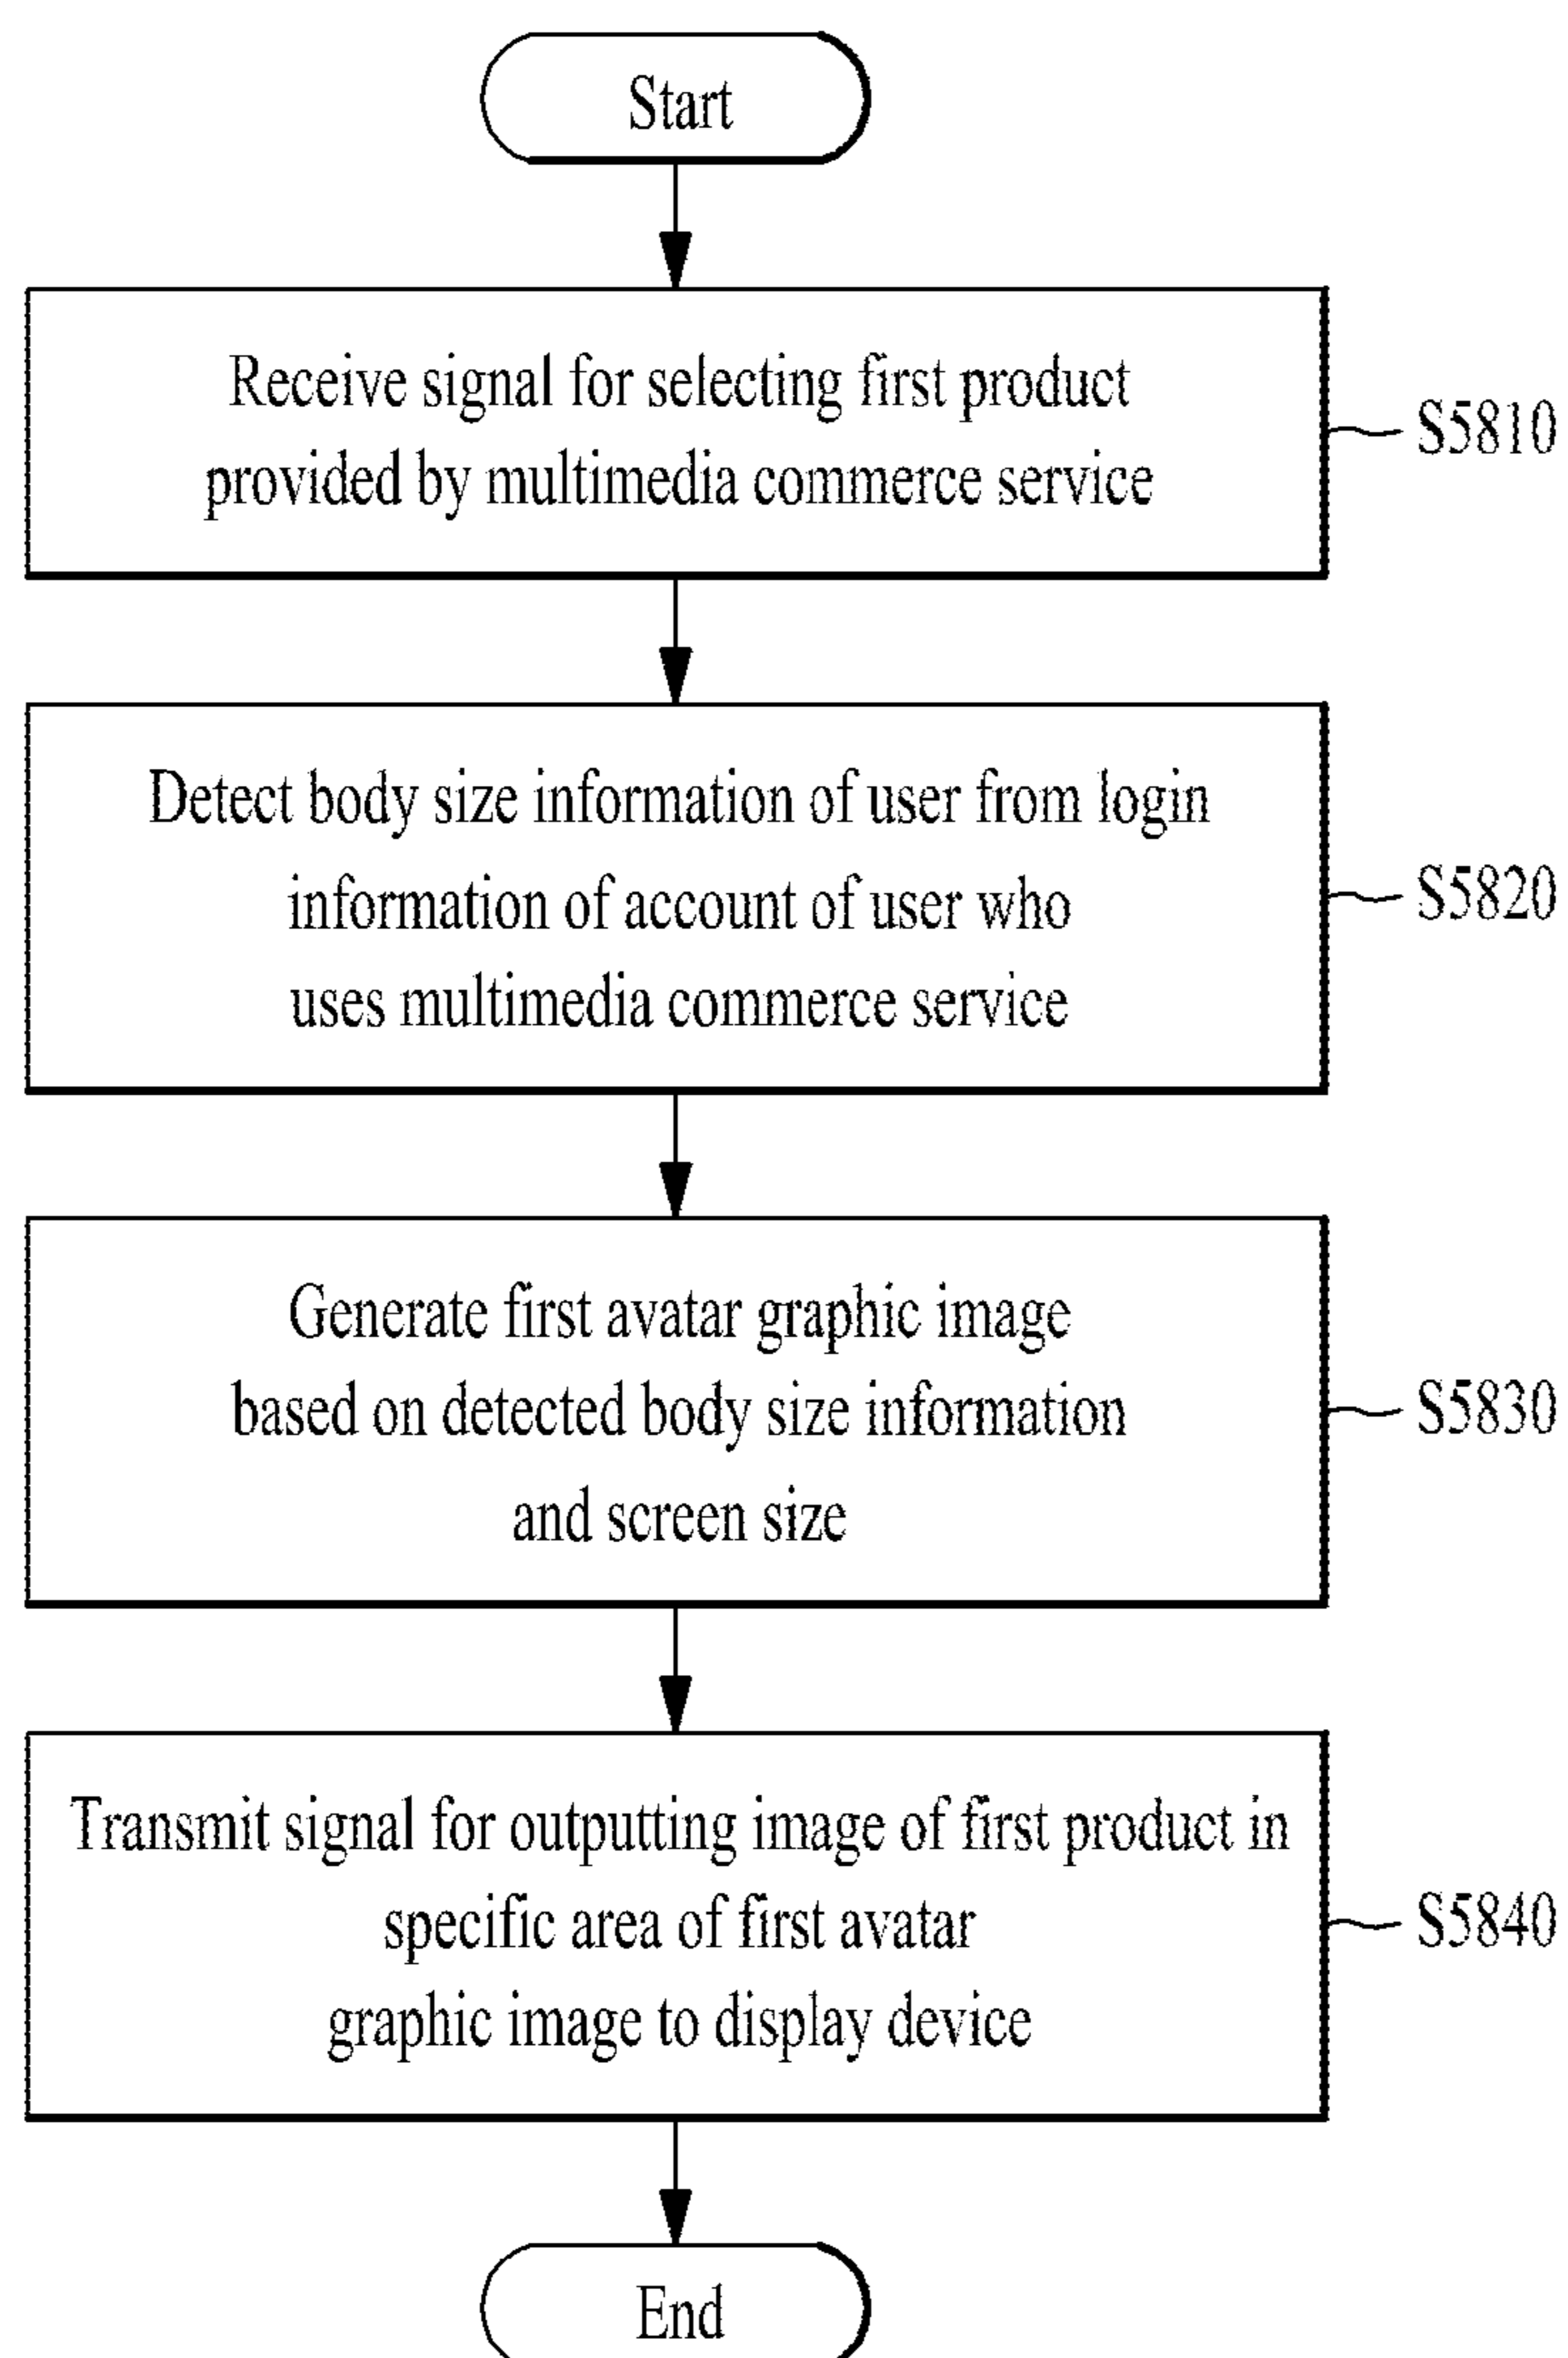 Start
Receive signal for selecting first product
provided by multimedia commerce service
S5810
Detect body size information of user from login
information of account of user who
uses multimedia commerce service
S5820
Generate first avatar graphic image
based on detected body size information
and screen size
S5830
Transmit signal for outputting image of first product in
specific area of first avatar
graphic image to display device
S5840
End